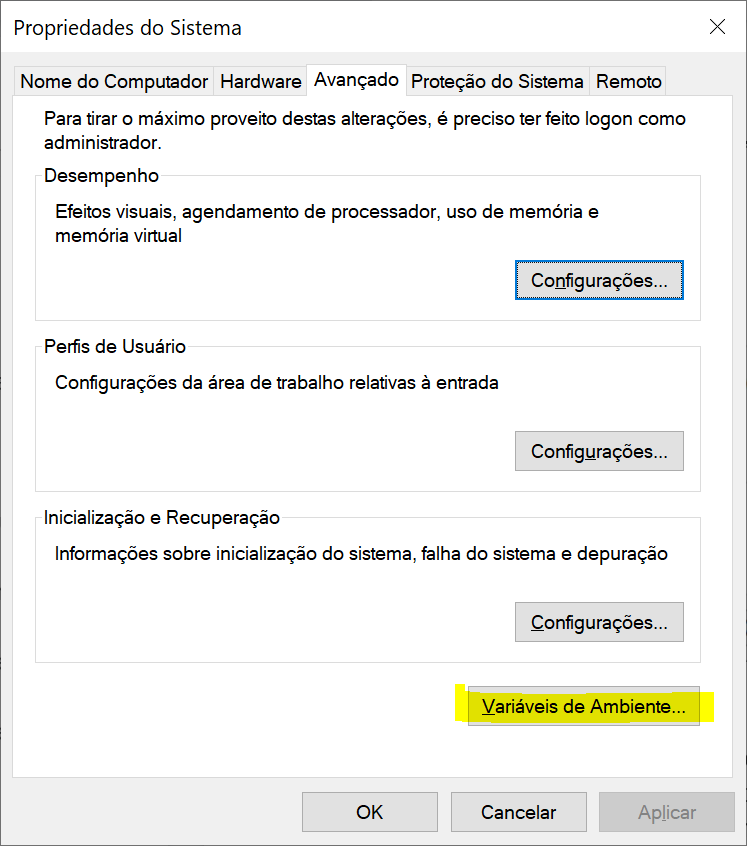 Propriedades do Sistema
Nome do Computador
Hardware
Avançado
Proteção do Sistema
Remoto
Para tirar o máximo proveito destas alterações, é preciso ter feito logon como
administrador.
Desempenho
Efeitos visuais, agendamento de processador, uso de memória e
memória virtual
Configurações...
Perfis de Usuário
Configurações da área de trabalho relativas à entrada
Configurações...
Inicialização e Recuperação
Informações sobre inicialização do sistema, falha do sistema e depuração
Configurações...
Variáveis de Ambiente...
OK
Cancelar
Aplicar